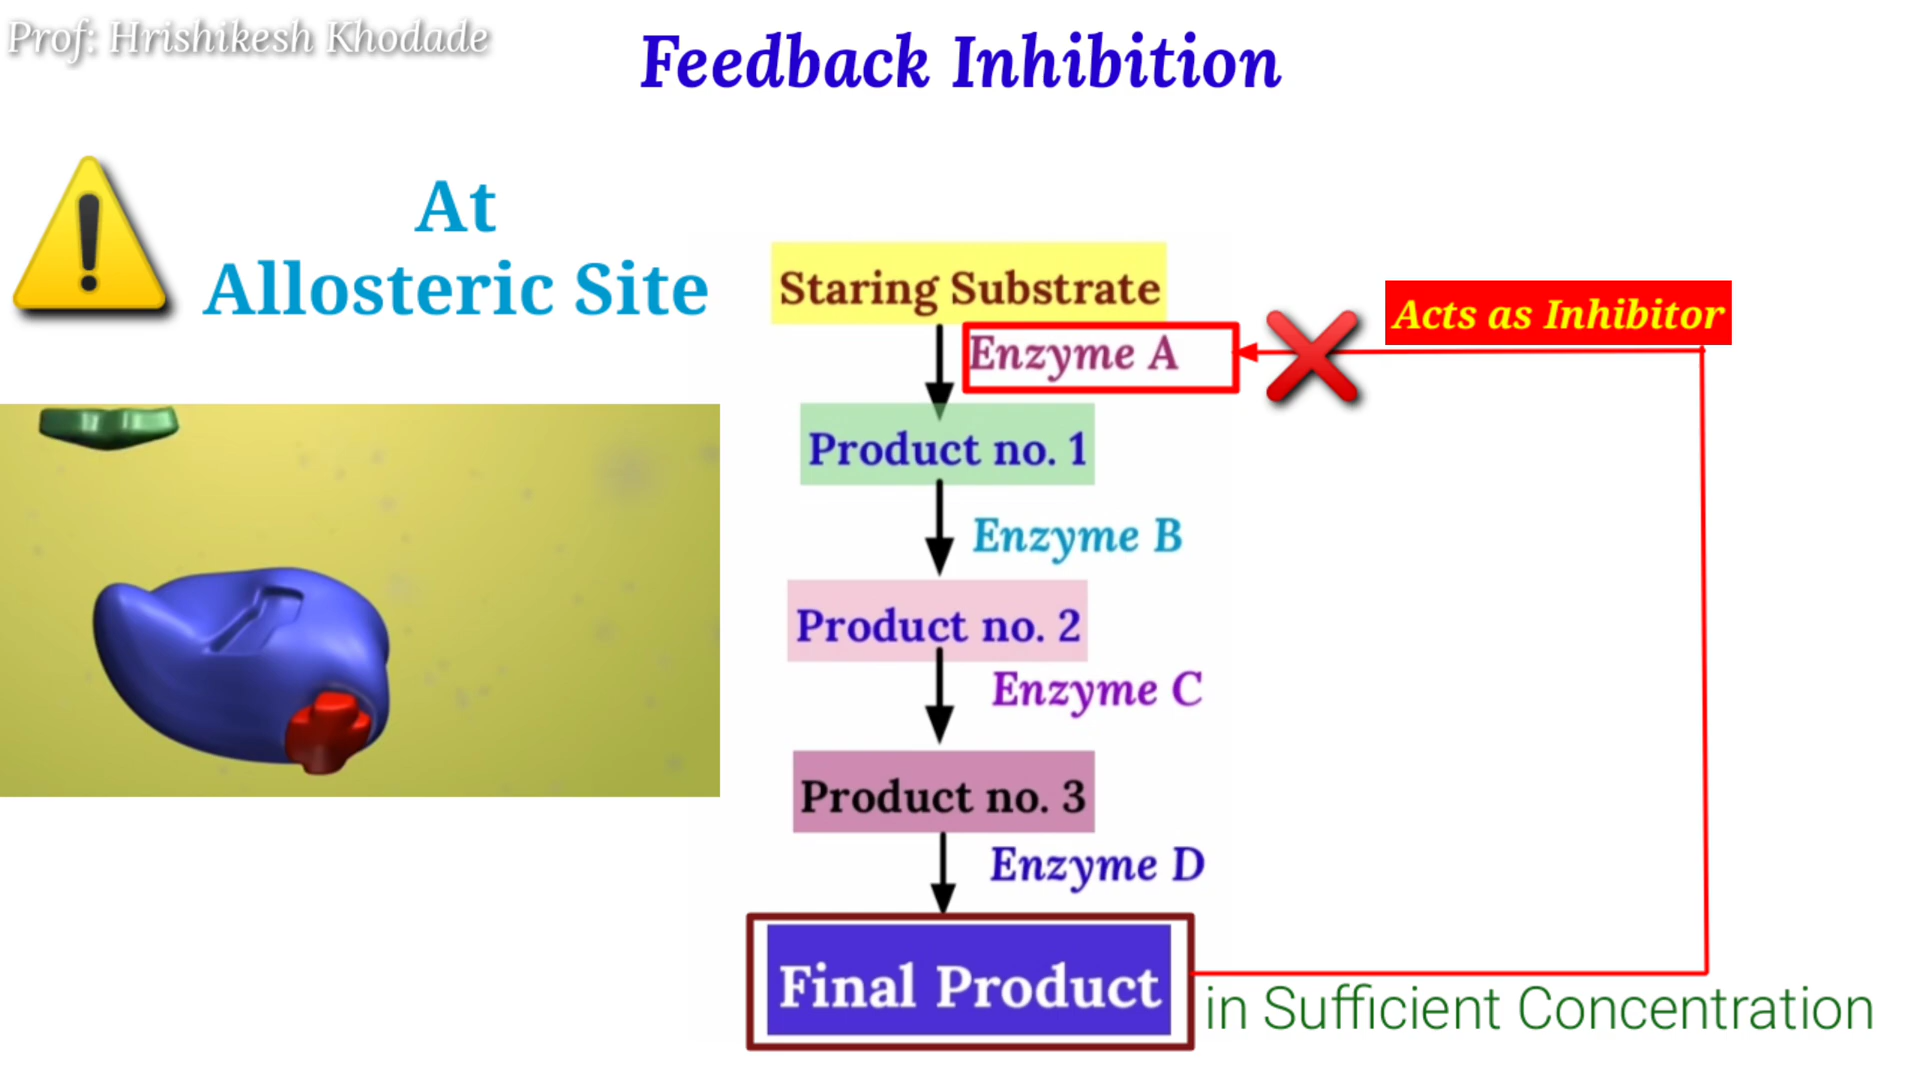 Prof: Hrishikesh Khodade
Feedback Inhibition
At
Allosteric Site
Staring Substrate
Acts as Inhibitor
Enzyme A
Product no. 1
Enzyme B
Product no. 2
Enzyme C
Product no. 3
Enzyme D
Final Product
in Sufficient Concentration